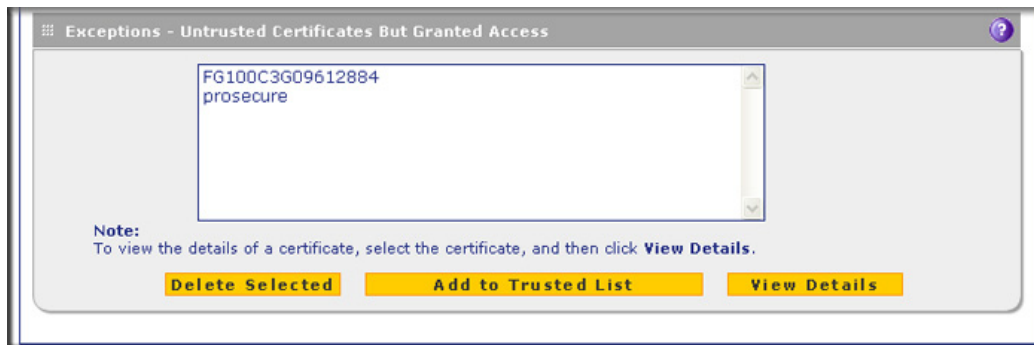 Exceptions - Untrusted Certificates But Granted Access
?
FG100C3G09612884
prosecure
Note:
To view the details of a certificate, select the certificate, and then click View Details.
Delete Selected
Add to Trusted List
View Details